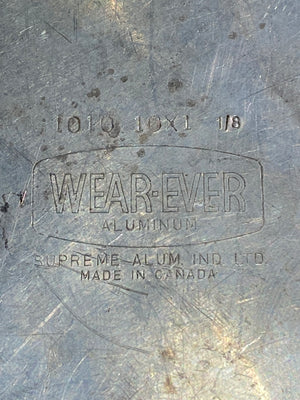 1010 10X1 1/8
WEAR·EVER
ALUMINUM
SUPREME ALUM. IND. LTD.
MADE IN CANADA